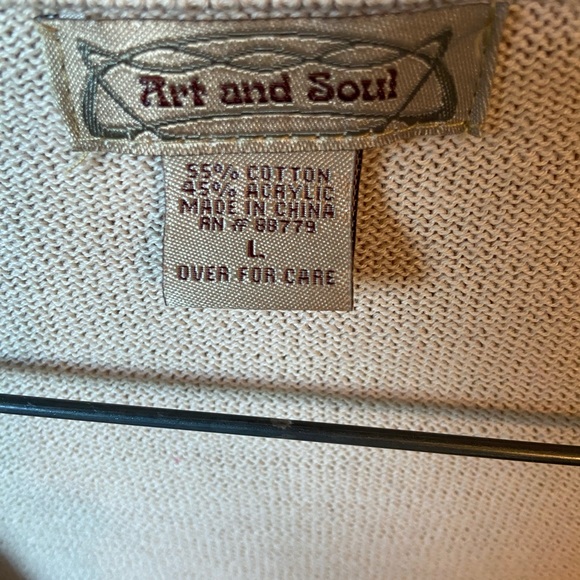 Art and Soul
55% COTTON
45% ACRYLIC
MADE IN CHINA
RN # 88779
L
OVER FOR CARE